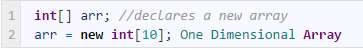 1 int[] arr; //declares a new array
2 arr = new int[10]; One Dimensional Array